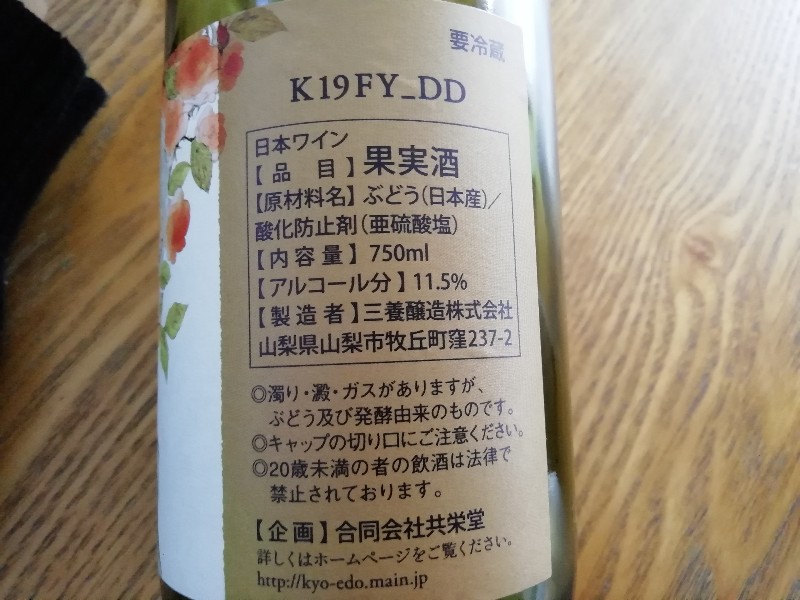 要冷蔵
K19FY_DD
日本ワイン
【品目】果実酒
【原材料名】ぶどう(日本産)／
酸化防止剤(亜硫酸塩)
【内容量】750ml
【アルコール分】11.5%
【製造者】三養醸造株式会社
山梨県山梨市牧丘町窪237-2
◎濁り・澱・ガスがありますが、
ぶどう及び発酵由来のものです。
◎キャップの切り口にご注意ください。
◎20歳未満の者の飲酒は法律で
禁止されております。
【企画】合同会社共栄堂
詳しくはホームページをご覧ください。
http://kyo-edo.main.jp